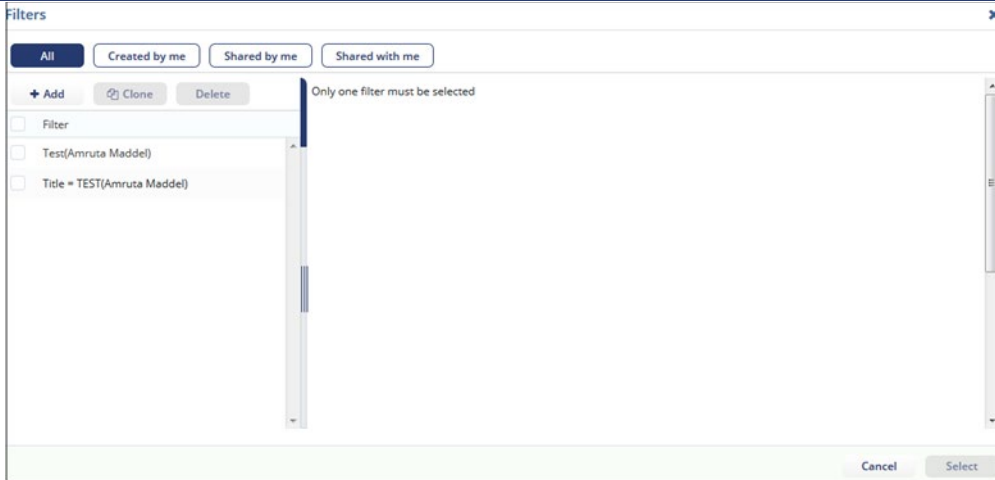 Filters
All Created by me Shared by me Shared with me
+ Add Clone Delete
Only one filter must be selected
Filter
Test(Amruta Maddel)
Title = TEST(Amruta Maddel)
Cancel Select